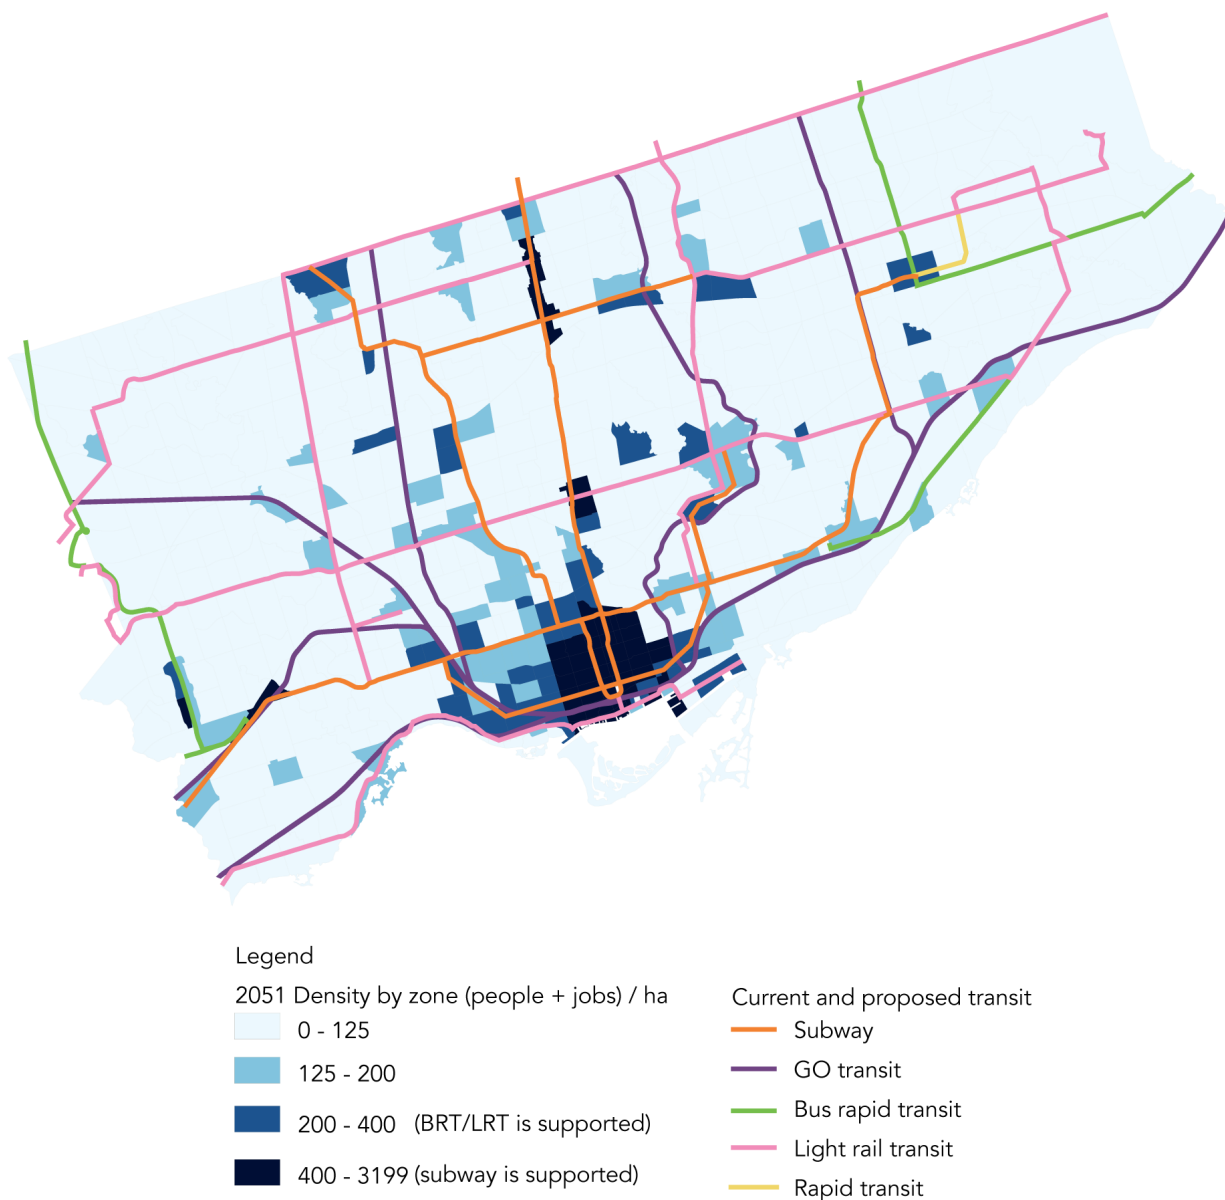 Legend
2051 Density by zone (people + jobs) / ha
0 - 125
125 - 200
200 - 400 (BRT/LRT is supported)
400 - 3199 (subway is supported)
Current and proposed transit
Subway
GO transit
Bus rapid transit
Light rail transit
Rapid transit